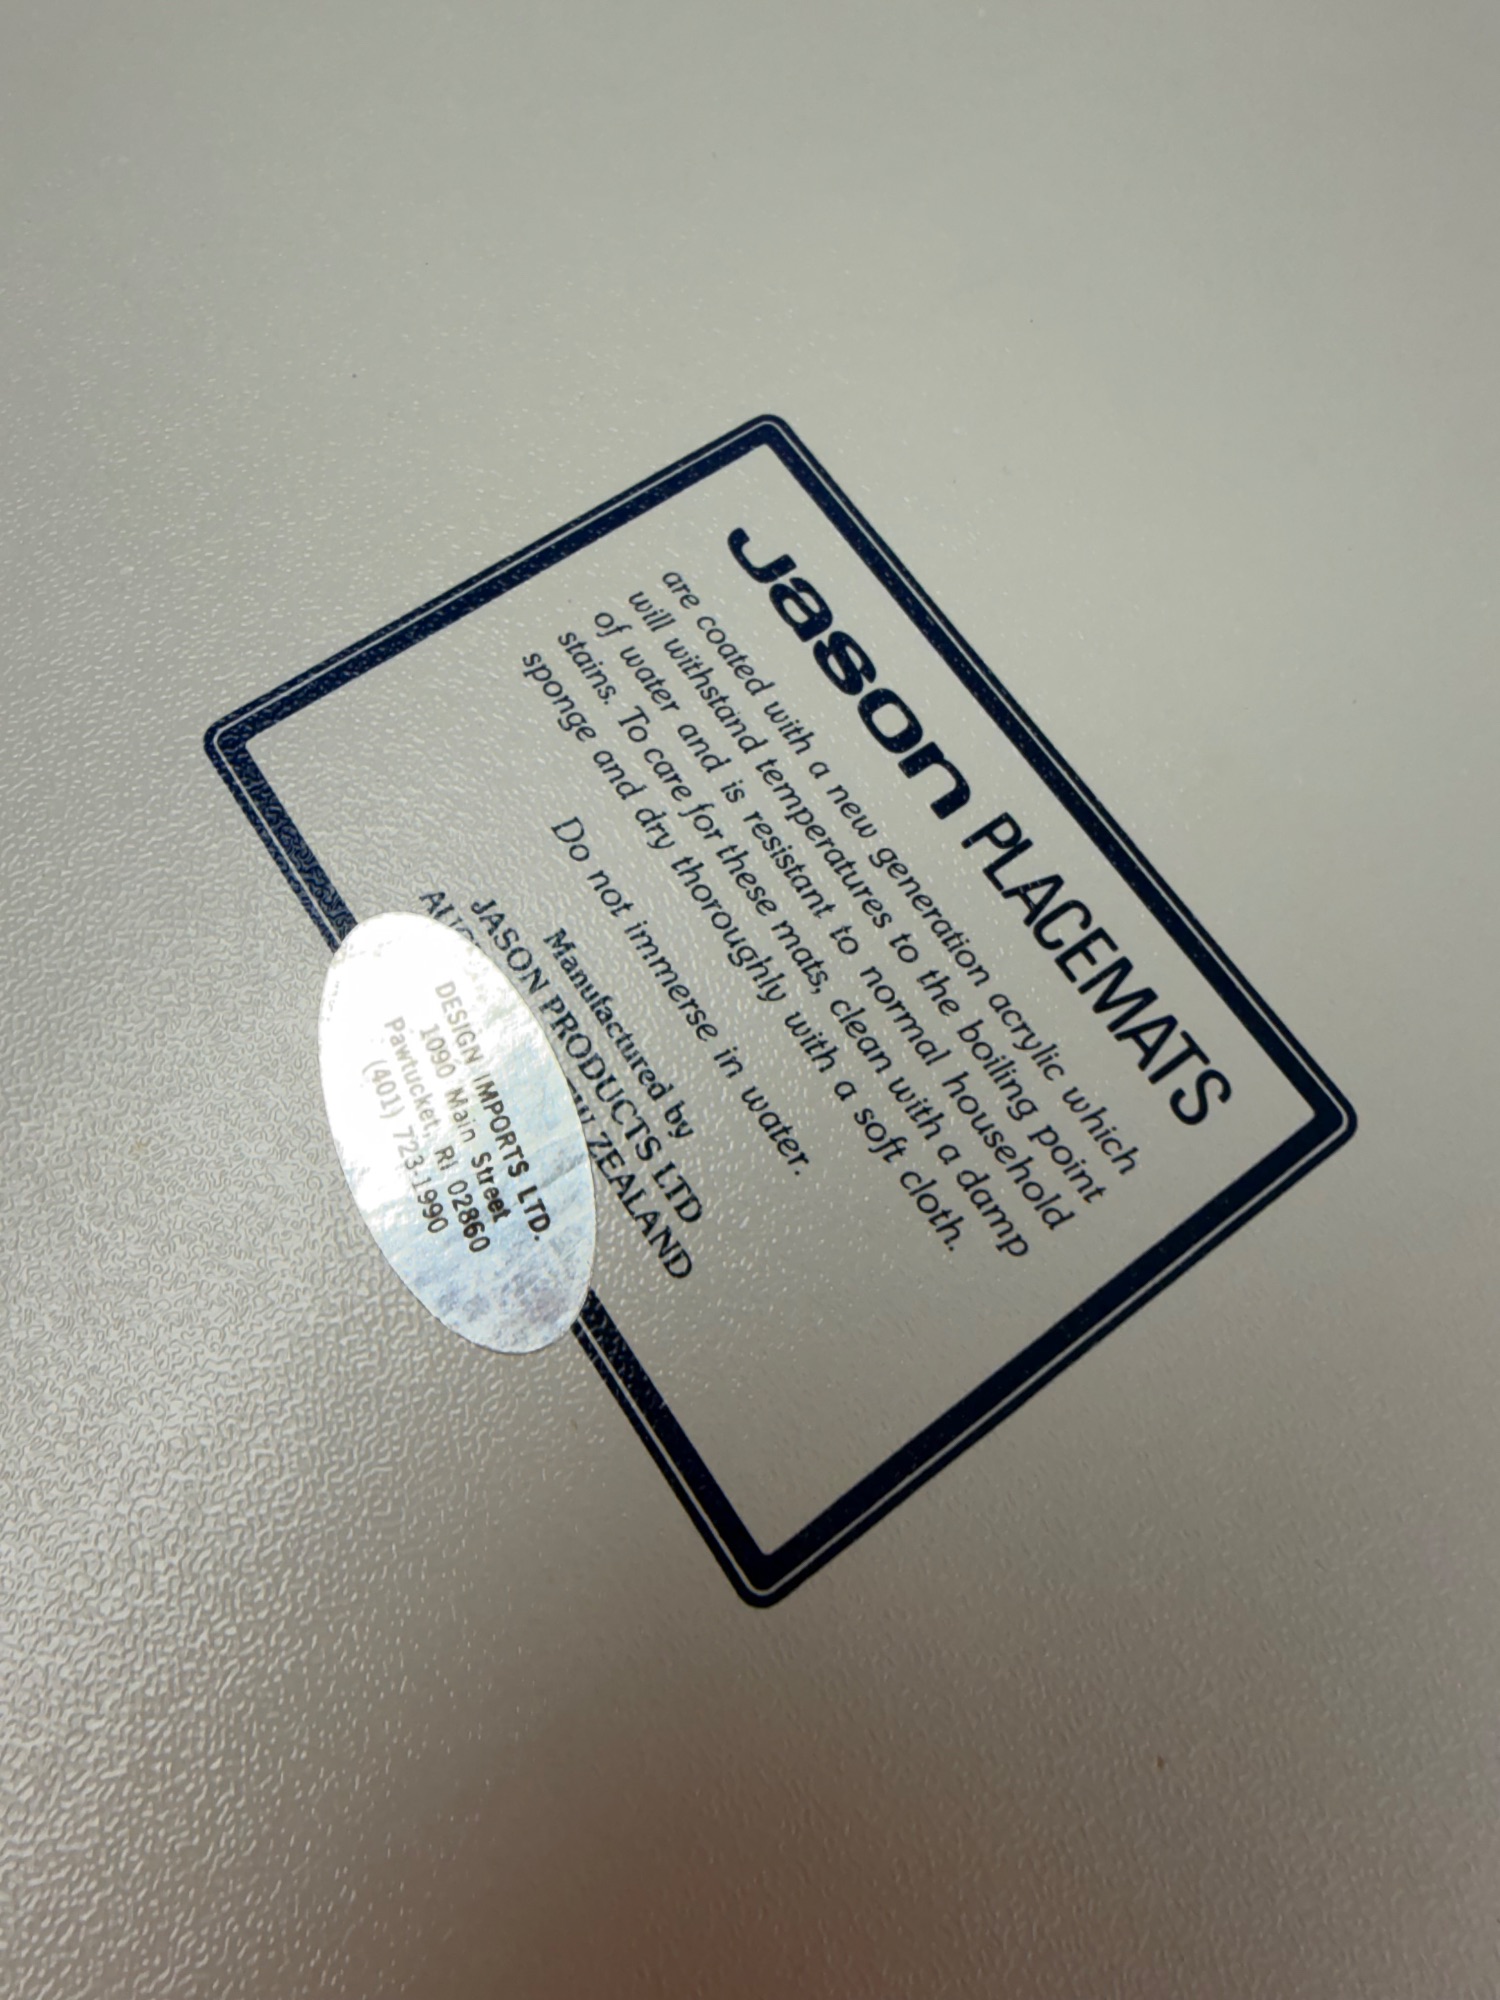 Jason PLACEMATS
are coated with a new generation acrylic which
will withstand temperatures to the boiling point
of water and is resistant to normal household
stains. To care for these mats, clean with a damp
sponge and dry thoroughly with a soft cloth.
Do not immerse in water.
Manufactured by
JASON PRODUCTS LTD
ZEALAND
DESIGN IMPORTS LTD.
1090 Main Street
Pawtucket, RI 02860
(401) 723-1990